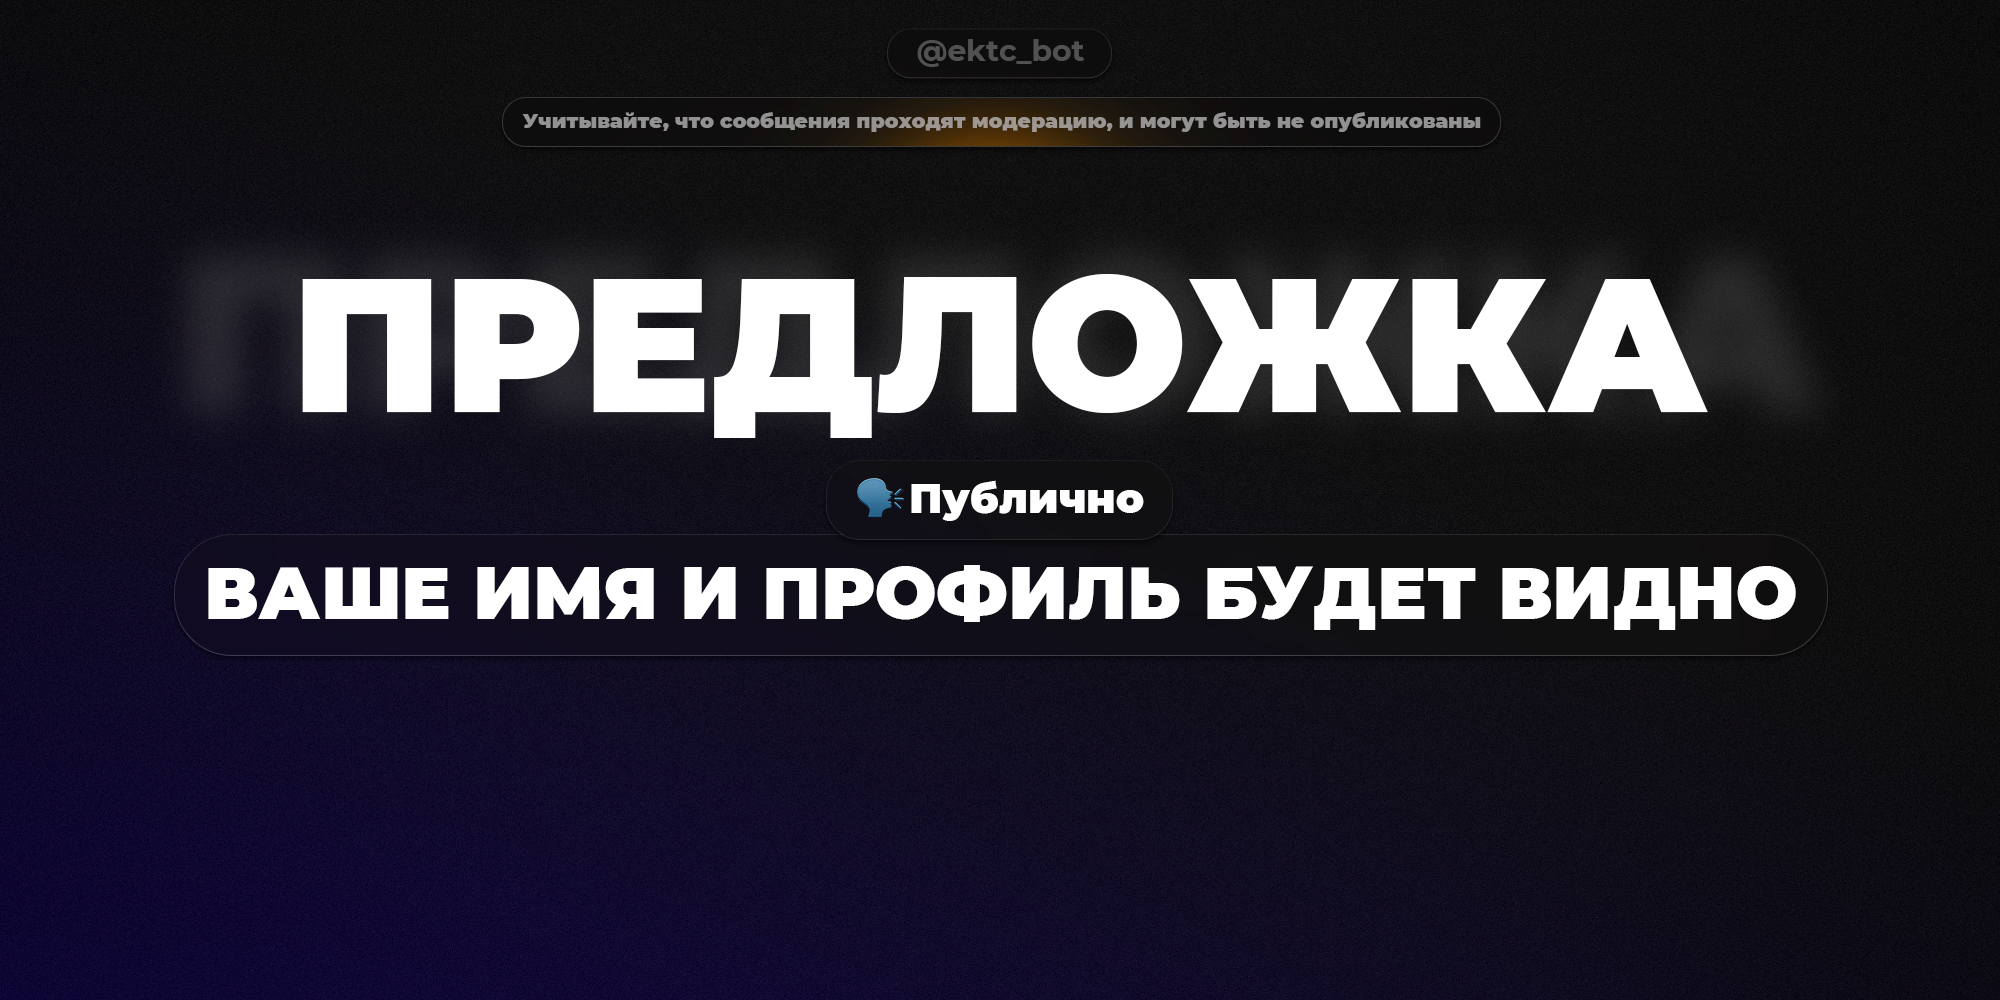 @ektc_bot
Учитывайте, что сообщения проходят модерацию, и могут быть не опубликованы
ПРЕДЛОЖКА
🗣️Публично
ВАШЕ ИМЯ И ПРОФИЛЬ БУДЕТ ВИДНО